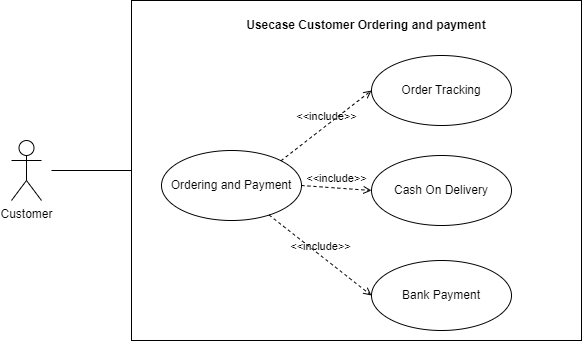 Usecase Customer Ordering and payment
Order Tracking
<<include>>
Customer
Ordering and Payment
<<include>>
Cash On Delivery
<<include>>
Bank Payment